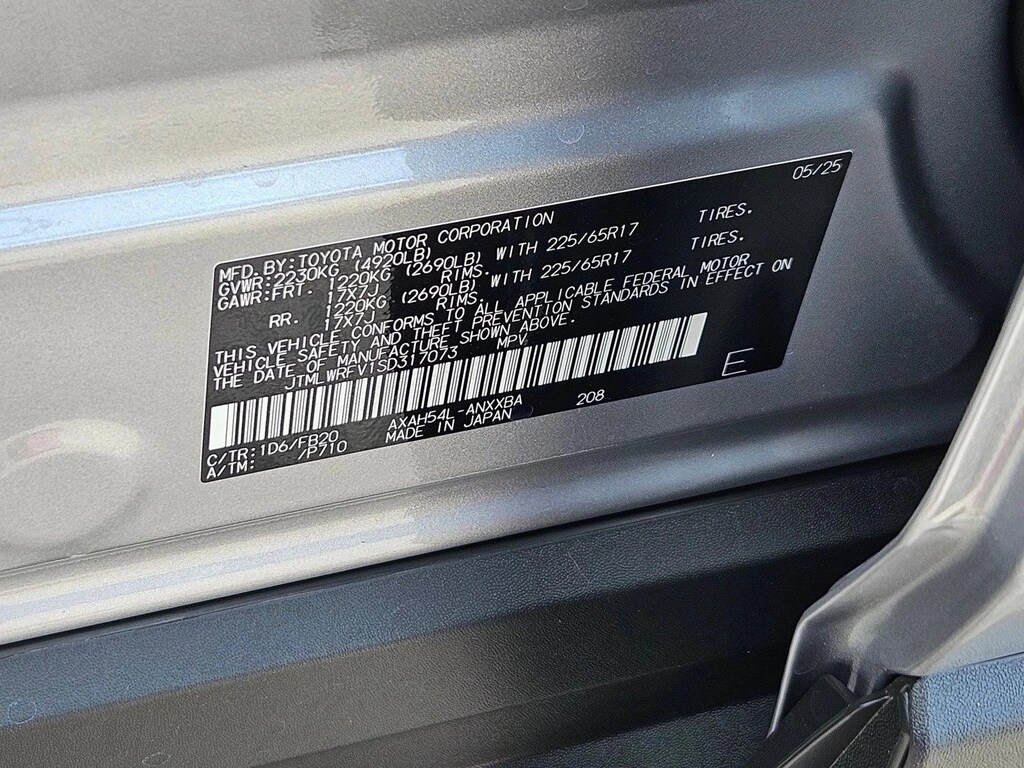 05/25
MFD.BY:TOYOTA MOTOR CORPORATION
GVWR:2230KG (4920LB)
GAWR:FRT. 1220KG (2690LB) WITH 225/65R17 TIRES.
17X7J RIMS.
RR. 1220KG (2690LB) WITH 225/65R17 TIRES.
17X7J RIMS.
THIS VEHICLE CONFORMS TO ALL APPLICABLE FEDERAL MOTOR
VEHICLE SAFETY AND THEFT PREVENTION STANDARDS IN EFFECT ON
THE DATE OF MANUFACTURE SHOWN ABOVE.
JTMLWRFV1SD317073 MPV
E
C/TR:1D6/FB20 AXAH54L-ANXXBA 208
A/TM: /P710 MADE IN JAPAN